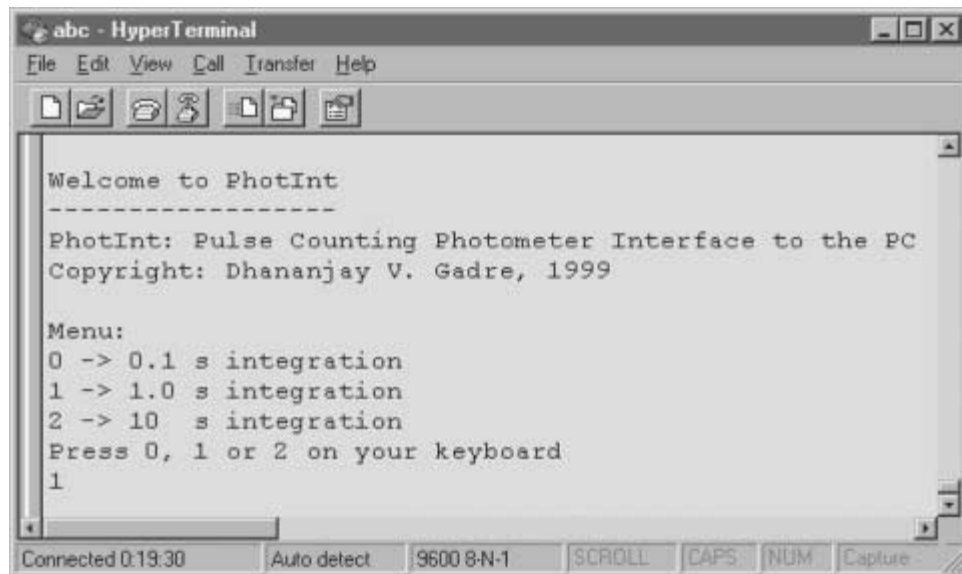 abc - HyperTerminal
File Edit View Call Transfer Help
Welcome to PhotInt
------------------
PhotInt: Pulse Counting Photometer Interface to the PC
Copyright: Dhananjay V. Gadre, 1999
Menu:
0 -> 0.1 s integration
1 -> 1.0 s integration
2 -> 10  s integration
Press 0, 1 or 2 on your keyboard
1
Connected 0:19:30 Auto detect 9600 8-N-1 SCROLL CAPS NUM Capture